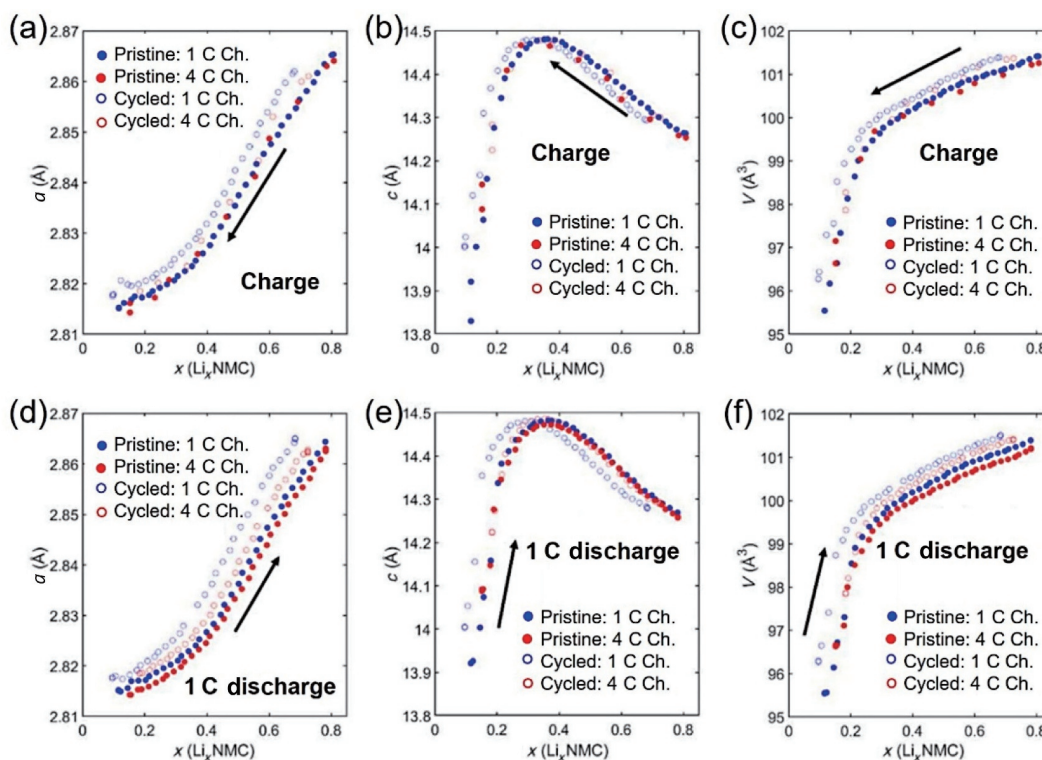 (a)
2.87
2.86
2.85
2.84
2.83
2.82
2.81
a (Å)
Pristine: 1 C Ch.
Pristine: 4 C Ch.
Cycled: 1 C Ch.
Cycled: 4 C Ch.
Charge
0 0.2 0.4 0.6 0.8
x (LiₓNMC)
(b)
14.5
14.4
14.3
14.2
14.1
14
13.9
13.8
c (Å)
Charge
Pristine: 1 C Ch.
Pristine: 4 C Ch.
Cycled: 1 C Ch.
Cycled: 4 C Ch.
0 0.2 0.4 0.6 0.8
x (LiₓNMC)
(c)
102
101
100
99
98
97
96
95
V (Å³)
Charge
Pristine: 1 C Ch.
Pristine: 4 C Ch.
Cycled: 1 C Ch.
Cycled: 4 C Ch.
0 0.2 0.4 0.6 0.8
x (LiₓNMC)
(d)
2.87
2.86
2.85
2.84
2.83
2.82
2.81
a (Å)
Pristine: 1 C Ch.
Pristine: 4 C Ch.
Cycled: 1 C Ch.
Cycled: 4 C Ch.
1 C discharge
0 0.2 0.4 0.6 0.8
x (LiₓNMC)
(e)
14.5
14.4
14.3
14.2
14.1
14
13.9
13.8
c (Å)
1 C discharge
Pristine: 1 C Ch.
Pristine: 4 C Ch.
Cycled: 1 C Ch.
Cycled: 4 C Ch.
0 0.2 0.4 0.6 0.8
x (LiₓNMC)
(f)
102
101
100
99
98
97
96
95
V (Å³)
1 C discharge
Pristine: 1 C Ch.
Pristine: 4 C Ch.
Cycled: 1 C Ch.
Cycled: 4 C Ch.
0 0.2 0.4 0.6 0.8
x (LiₓNMC)